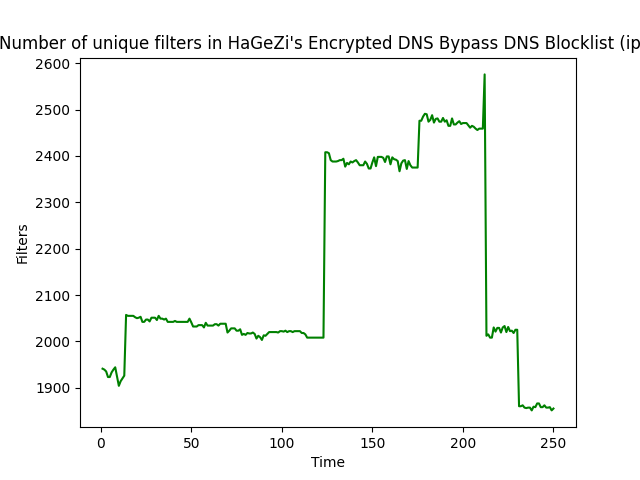 Number of unique filters in HaGeZi's Encrypted DNS Bypass DNS Blocklist (ip
2600
2500
2400
2300
2200
2100
2000
1900
Filters
0 50 100 150 200 250
Time